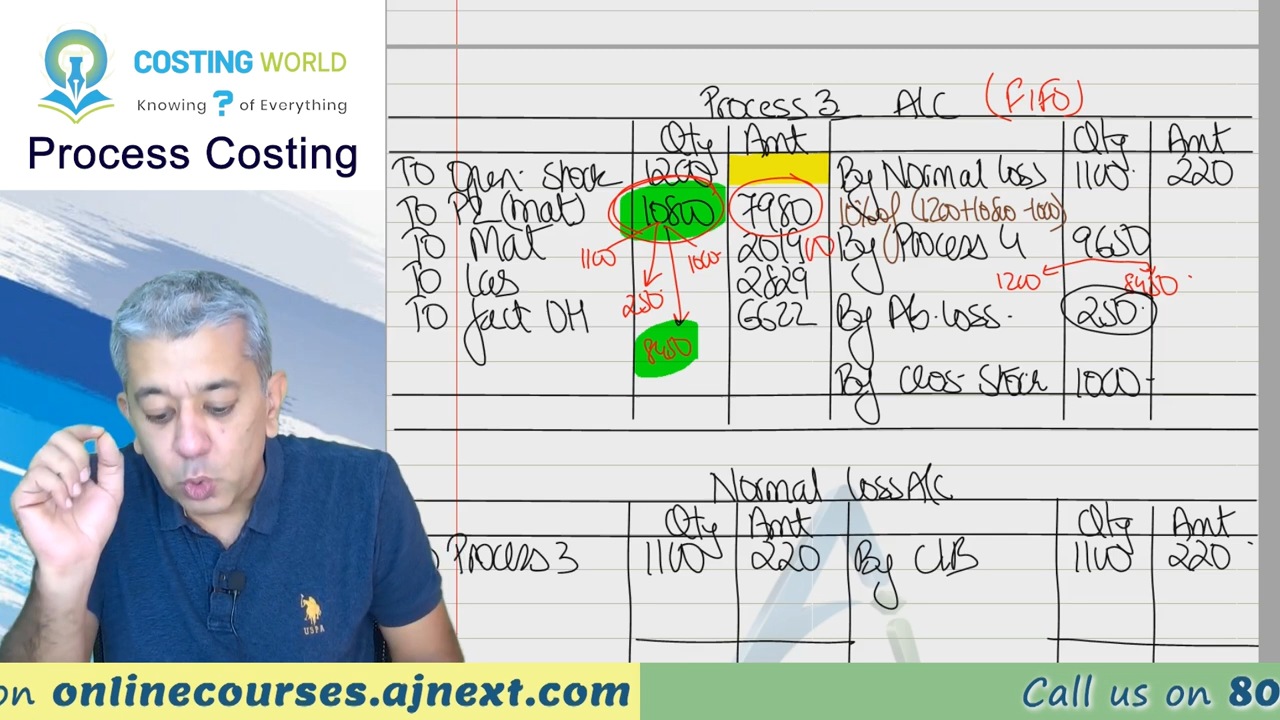 COSTING WORLD
Knowing ? of Everything
Process Costing
Process 3 A/C (FIFO)
Qty Amt Qty Amt
To Open. Stock 1200 By Normal loss 1100 220
To P2 (Mat) 10800 7980 10% of (1200+10800-1000)
To Mat 2019 By Process 4 9650
1100 1000 1200 8450
To Les 2829
250
To fact OH 6622 By Ab. loss. 250
8450
By Clos. Stock 1000
Normal loss A/c
Qty Amt Qty Amt
Process 3 1100 220 By C/B 1100 220
USPA
on onlinecourses.ajnext.com
Call us on 80